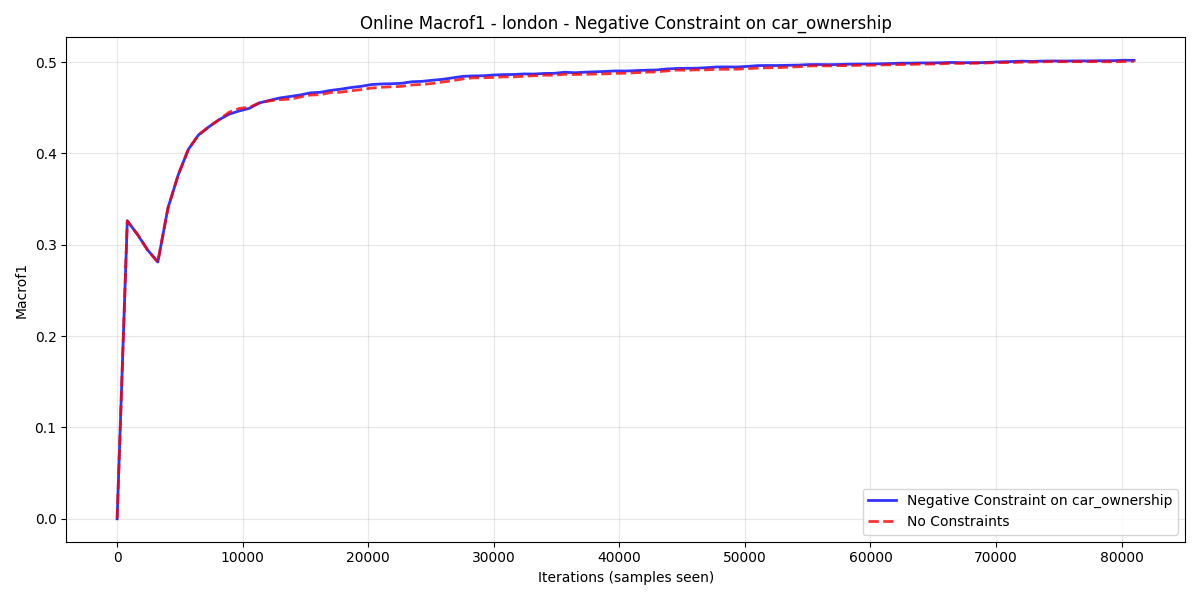 Online Macrof1 - london - Negative Constraint on car_ownership
Macrof1
0.5
0.4
0.3
0.2
0.1
0.0
0 10000 20000 30000 40000 50000 60000 70000 80000
Iterations (samples seen)
Negative Constraint on car_ownership
No Constraints